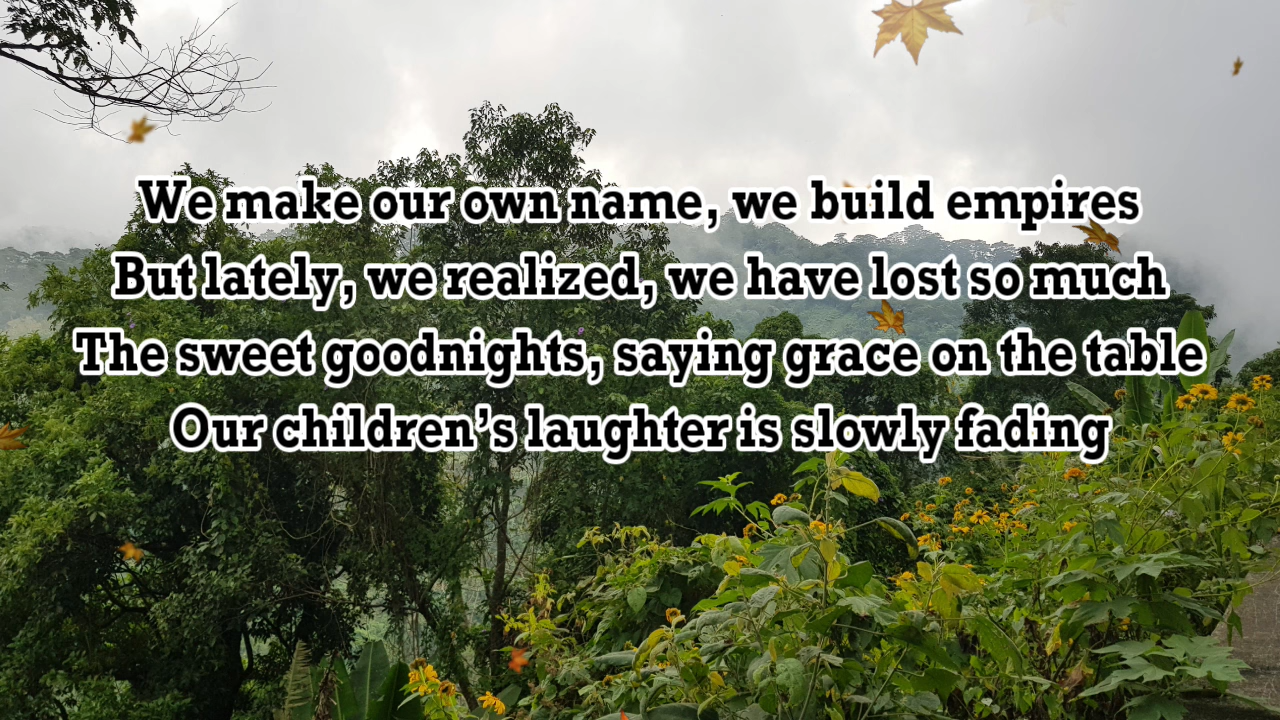 We make our own name, we build empires
But lately, we realized, we have lost so much
The sweet goodnights, saying grace on the table
Our children’s laughter is slowly fading